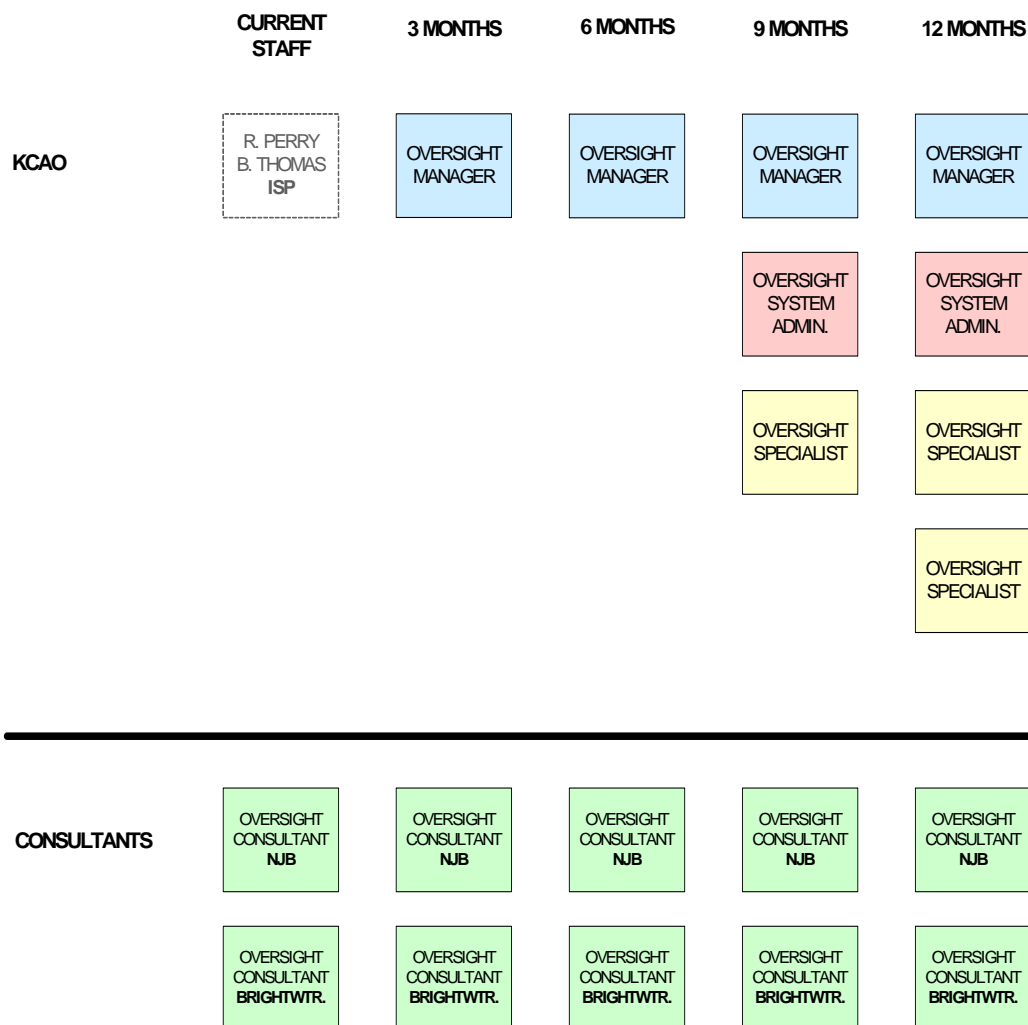 CURRENT
STAFF
3 MONTHS
6 MONTHS
9 MONTHS
12 MONTHS
KCAO
R. PERRY
B. THOMAS
ISP
OVERSIGHT
MANAGER
OVERSIGHT
MANAGER
OVERSIGHT
MANAGER
OVERSIGHT
MANAGER
OVERSIGHT
SYSTEM
ADMIN.
OVERSIGHT
SYSTEM
ADMIN.
OVERSIGHT
SPECIALIST
OVERSIGHT
SPECIALIST
OVERSIGHT
SPECIALIST
CONSULTANTS
OVERSIGHT
CONSULTANT
NJB
OVERSIGHT
CONSULTANT
NJB
OVERSIGHT
CONSULTANT
NJB
OVERSIGHT
CONSULTANT
NJB
OVERSIGHT
CONSULTANT
NJB
OVERSIGHT
CONSULTANT
BRIGHTWTR.
OVERSIGHT
CONSULTANT
BRIGHTWTR.
OVERSIGHT
CONSULTANT
BRIGHTWTR.
OVERSIGHT
CONSULTANT
BRIGHTWTR.
OVERSIGHT
CONSULTANT
BRIGHTWTR.